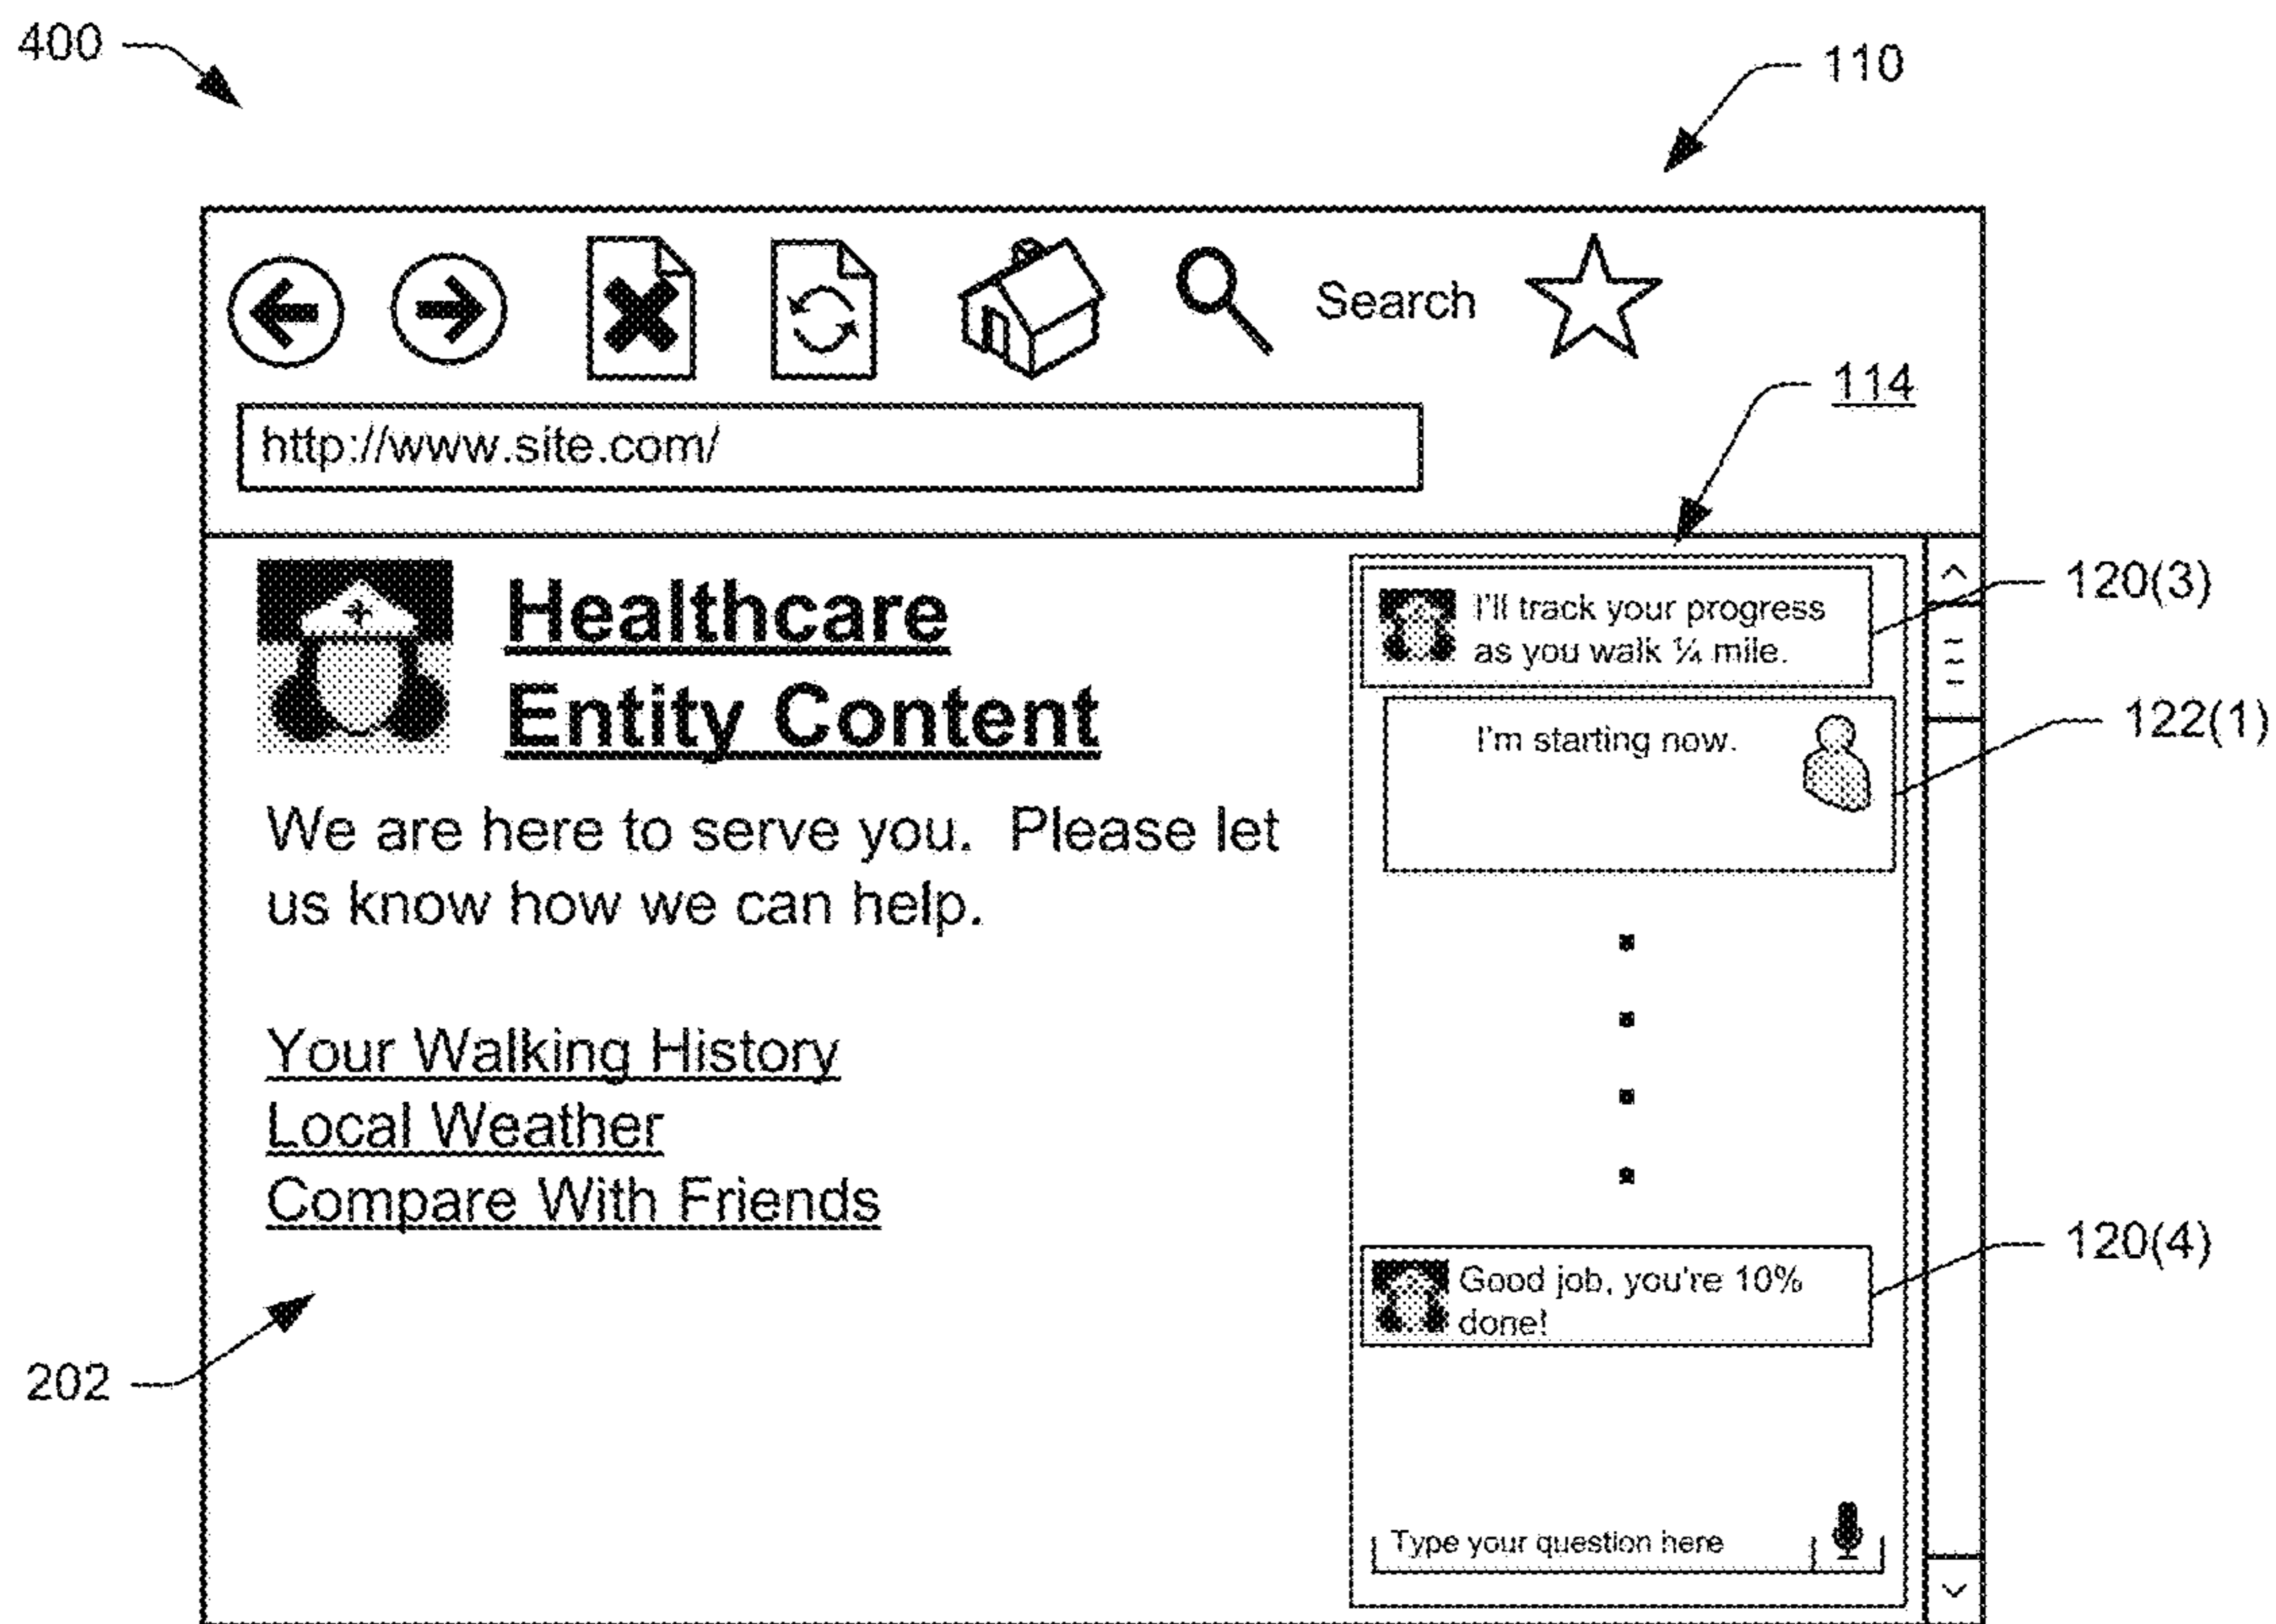 400
110
Search
114
http://www.site.com/
Healthcare
Entity Content
We are here to serve you. Please let
us know how we can help.
Your Walking History
Local Weather
Compare With Friends
202
I'll track your progress
as you walk ¼ mile.
120(3)
I'm starting now.
122(1)
Good job, you're 10%
done!
120(4)
Type your question here